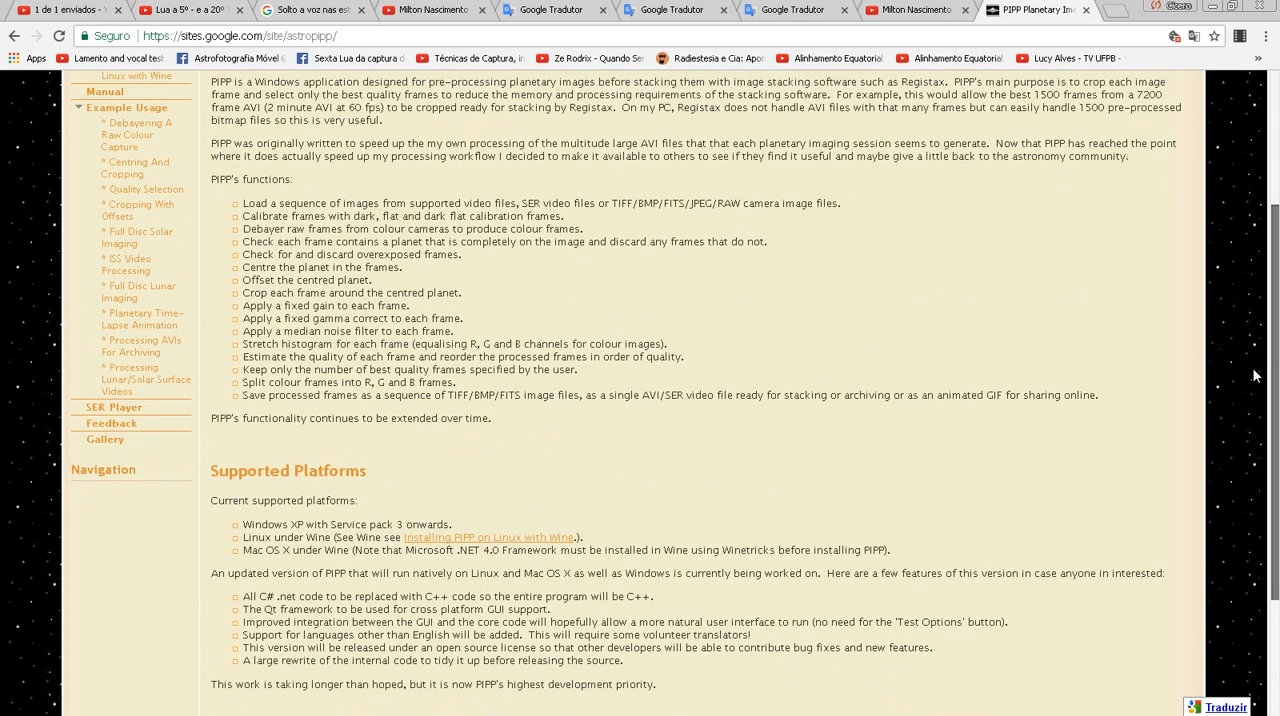 1 de 1 enviados - Y
Lua a 5º - e a 20º T
Solto a voz nas est
Milton Nascimento
Google Tradutor
Google Tradutor
Google Tradutor
Milton Nascimento
PIPP Planetary Ima
Cicero
Seguro
https://sites.google.com/site/astropipp/
Apps
Lamento and vocal test
Astrofotografia Móvel
Sexta Lua da captura d
Técnicas de Captura, U
Ze Rodrix - Quando Ser
Radiestesia e Cia: Apon
Alinhamento Equatorial
Alinhamento Equatorial
Lucy Alves - TV UFPB -
»
Linux with Wine
Manual
Example Usage
* Debayering A
Raw Colour
Capture
* Centring And
Cropping
* Quality Selection
* Cropping With
Offsets
* Full Disc Solar
Imaging
* ISS Video
Processing
* Full Disc Lunar
Imaging
* Planetary Time-
Lapse Animation
* Processing AVIs
For Archiving
* Processing
Lunar/Solar Surface
Videos
SER Player
Feedback
Gallery
Navigation
PIPP is a Windows application designed for pre-processing planetary images before stacking them with image stacking software such as Registax.  PIPP's main purpose is to crop each image
frame and select only the best quality frames to reduce the memory and processing requirements of the stacking software.  For example, this would allow the best 1500 frames from a 7200
frame AVI (2 minute AVI at 60 fps) to be cropped ready for stacking by Registax.  On my PC, Registax does not handle AVI files with that many frames but can easily handle 1500 pre-processed
bitmap files so this is very useful.
PIPP was originally written to speed up the my own processing of the multitude large AVI files that that each planetary imaging session seems to generate.  Now that PIPP has reached the point
where it does actually speed up my processing workflow I decided to make it available to others to see if they find it useful and maybe give a little back to the astronomy community.
PIPP's functions:
Load a sequence of images from supported video files, SER video files or TIFF/BMP/FITS/JPEG/RAW camera image files.
Calibrate frames with dark, flat and dark flat calibration frames.
Debayer raw frames from colour cameras to produce colour frames.
Check each frame contains a planet that is completely on the image and discard any frames that do not.
Check for and discard overexposed frames.
Centre the planet in the frames.
Offset the centred planet.
Crop each frame around the centred planet.
Apply a fixed gain to each frame.
Apply a fixed gamma correct to each frame.
Apply a median noise filter to each frame.
Stretch histogram for each frame (equalising R, G and B channels for colour images).
Estimate the quality of each frame and reorder the processed frames in order of quality.
Keep only the number of best quality frames specified by the user.
Split colour frames into R, G and B frames.
Save processed frames as a sequence of TIFF/BMP/FITS image files, as a single AVI/SER video file ready for stacking or archiving or as an animated GIF for sharing online.
PIPP's functionality continues to be extended over time.
Supported Platforms
Current supported platforms:
Windows XP with Service pack 3 onwards.
Linux under Wine (See Wine see Installing PIPP on Linux with Wine.).
Mac OS X under Wine (Note that Microsoft .NET 4.0 Framework must be installed in Wine using Winetricks before installing PIPP).
An updated version of PIPP that will run natively on Linux and Mac OS X as well as Windows is currently being worked on.  Here are a few features of this version in case anyone in interested:
All C# .net code to be replaced with C++ code so the entire program will be C++.
The Qt framework to be used for cross platform GUI support.
Improved integration between the GUI and the core code will hopefully allow a more natural user interface to run (no need for the 'Test Options' button).
Support for languages other than English will be added.  This will require some volunteer translators!
This version will be released under an open source license so that other developers will be able to contribute bug fixes and new features.
A large rewrite of the internal code to tidy it up before releasing the source.
This work is taking longer than hoped, but it is now PIPP's highest development priority.
Traduzir